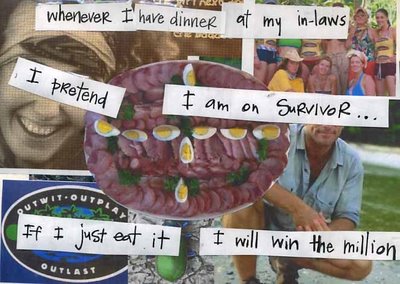 whenever I have dinner at my in-laws
I pretend
I am on SURVIVOR...
OUTWIT·OUTPLAY
If I just eat it
I will win the million
OUTLAST